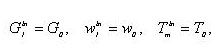 G_l^{in} = G_0, w_l^{in} = w_0, T_m^{in} = T_0,